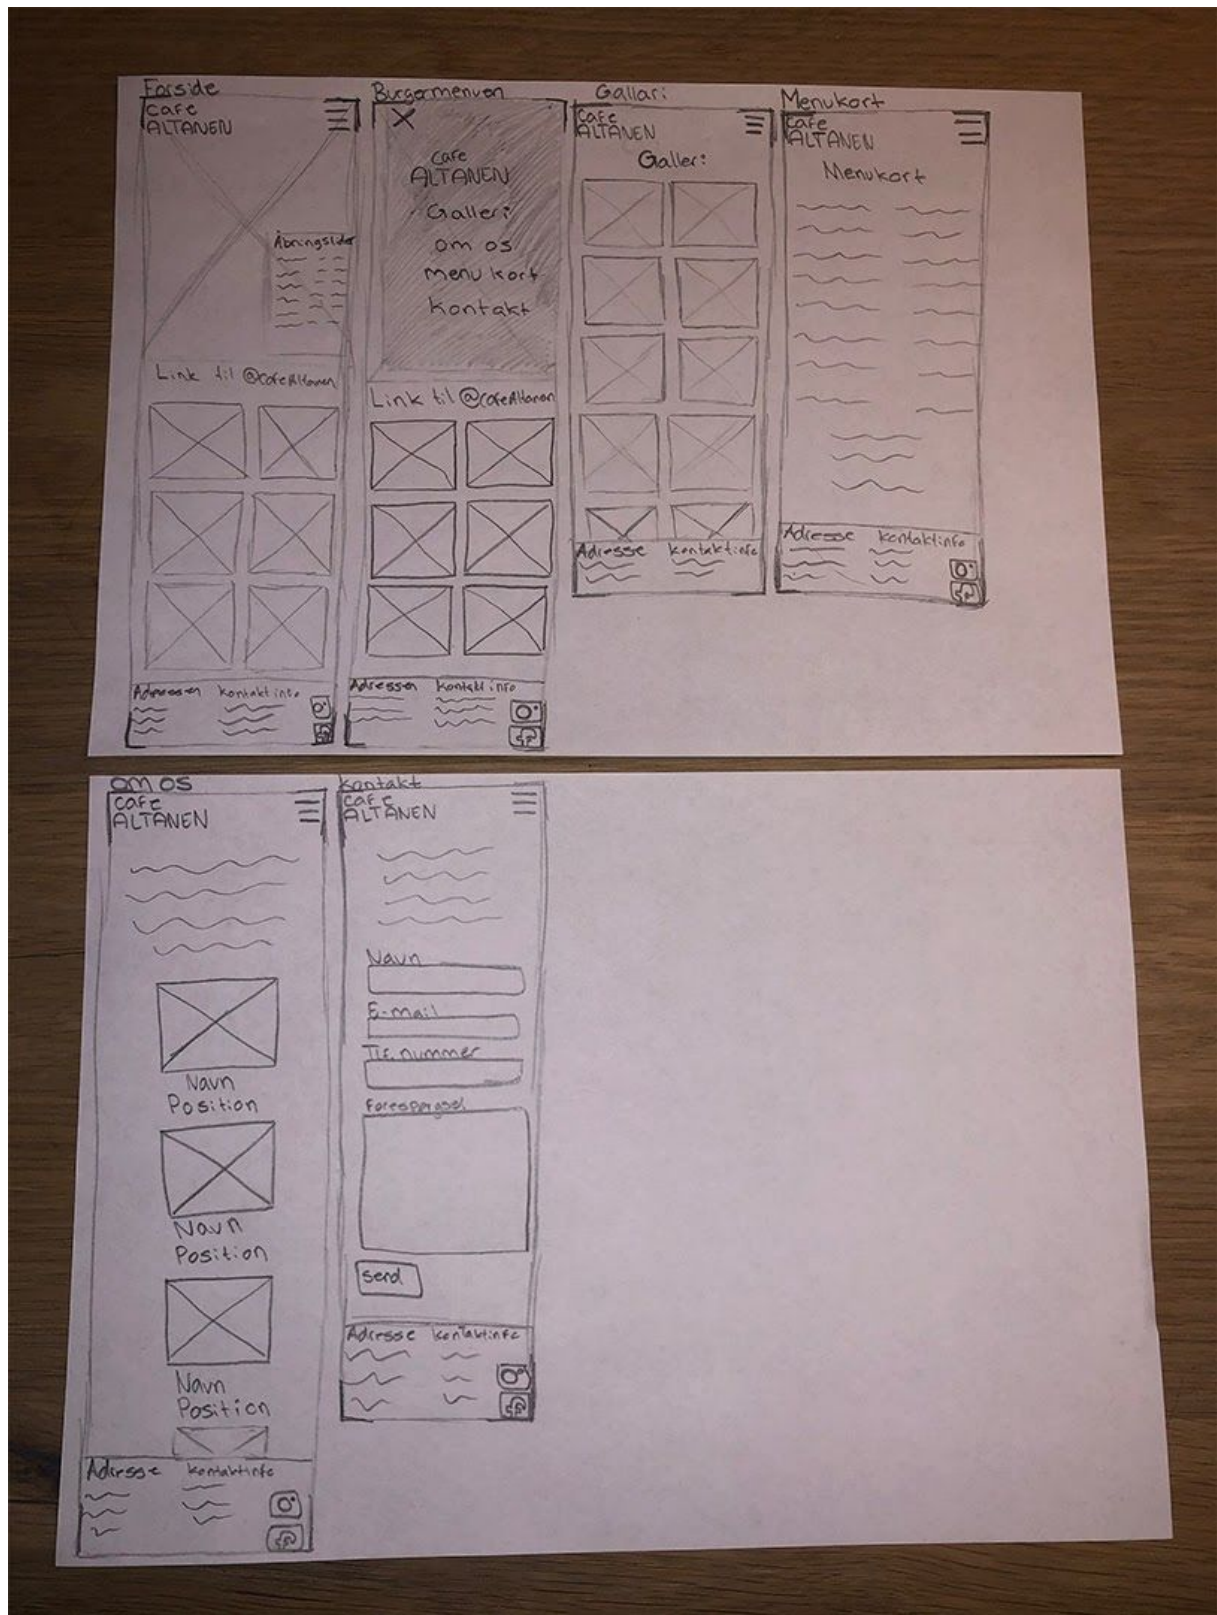 Forside
Cafe
ALTANEN
Åbningstider
Link til @cafeAltanen
Adressen
Kontakt info
Burgermenuen
X
Cafe
ALTANEN
Galleri
om os
menu kort
Kontakt
Link til @cafeAltanen
Adressen
Kontakt info
Gallari
Cafe
ALTANEN
Galleri
Adresse
kontaktinfo
Menukort
Cafe
ALTANEN
Menukort
Adresse
kontaktinfo
om os
Cafe
ALTANEN
Navn
Position
Navn
Position
Navn
Position
Adresse
kontaktinfo
Kontakt
CAFE
ALTANEN
Navn
E-mail
Tlf. nummer
Forespørgsel
send
Adresse
kontaktinfo